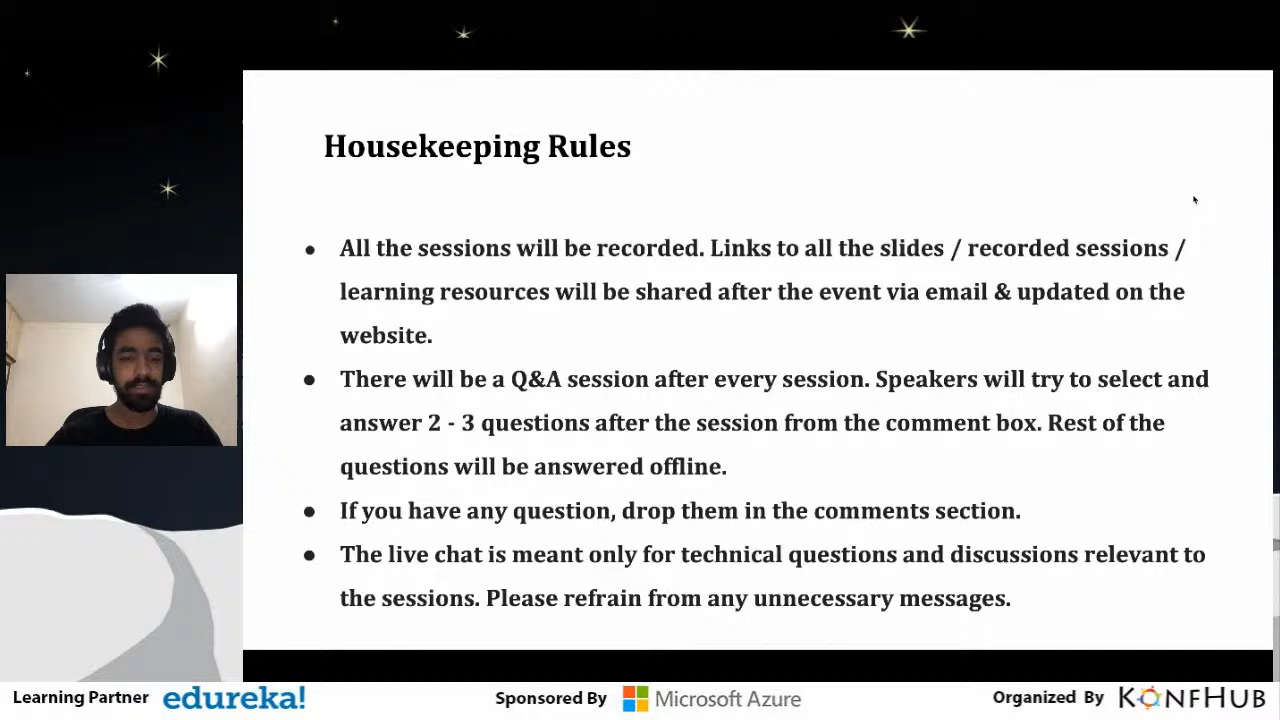 Housekeeping Rules
● All the sessions will be recorded. Links to all the slides / recorded sessions /
learning resources will be shared after the event via email & updated on the
website.
● There will be a Q&A session after every session. Speakers will try to select and
answer 2 - 3 questions after the session from the comment box. Rest of the
questions will be answered offline.
● If you have any question, drop them in the comments section.
● The live chat is meant only for technical questions and discussions relevant to
the sessions. Please refrain from any unnecessary messages.
Learning Partner edureka! Sponsored By Microsoft Azure Organized By KONFHUB